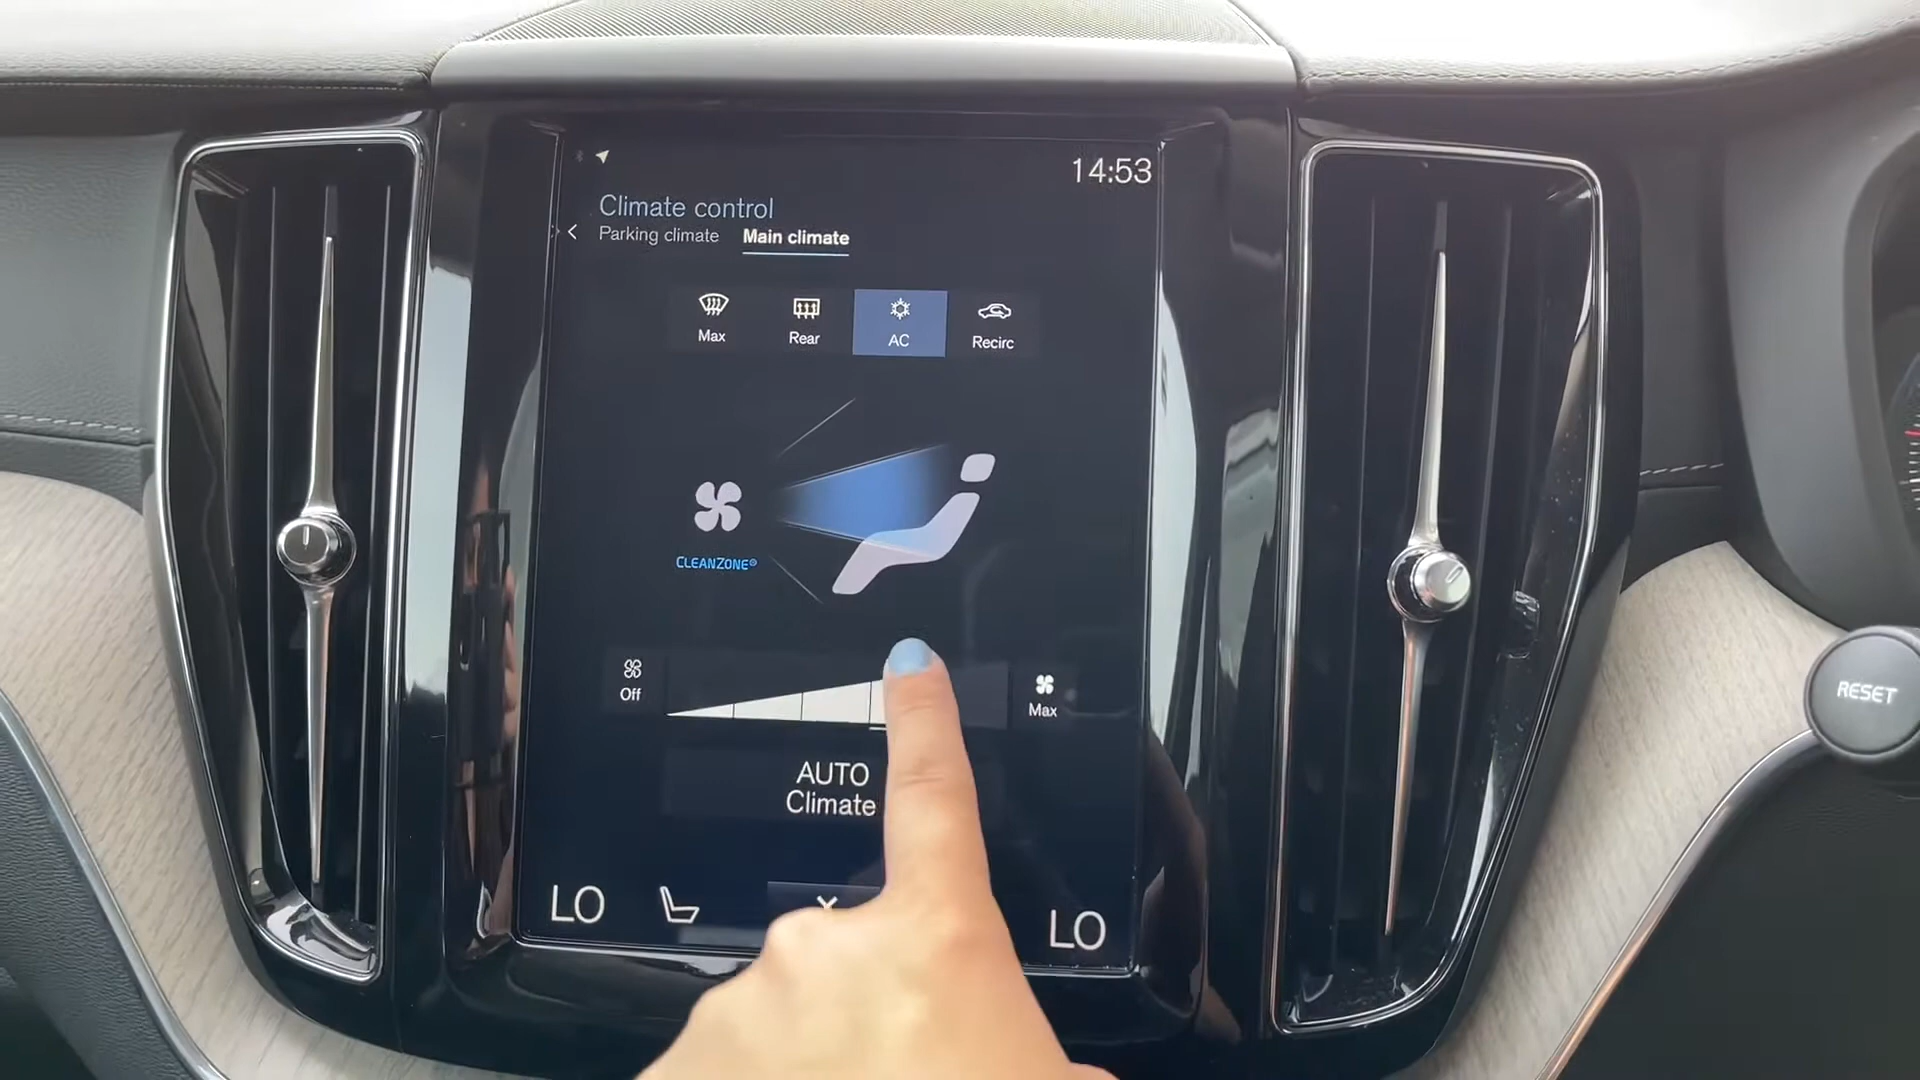 14:53
Climate control
Parking climate
Main climate
Max
Rear
AC
Recirc
CLEANZONE®
Off
Max
AUTO
Climate
LO
LO
RESET